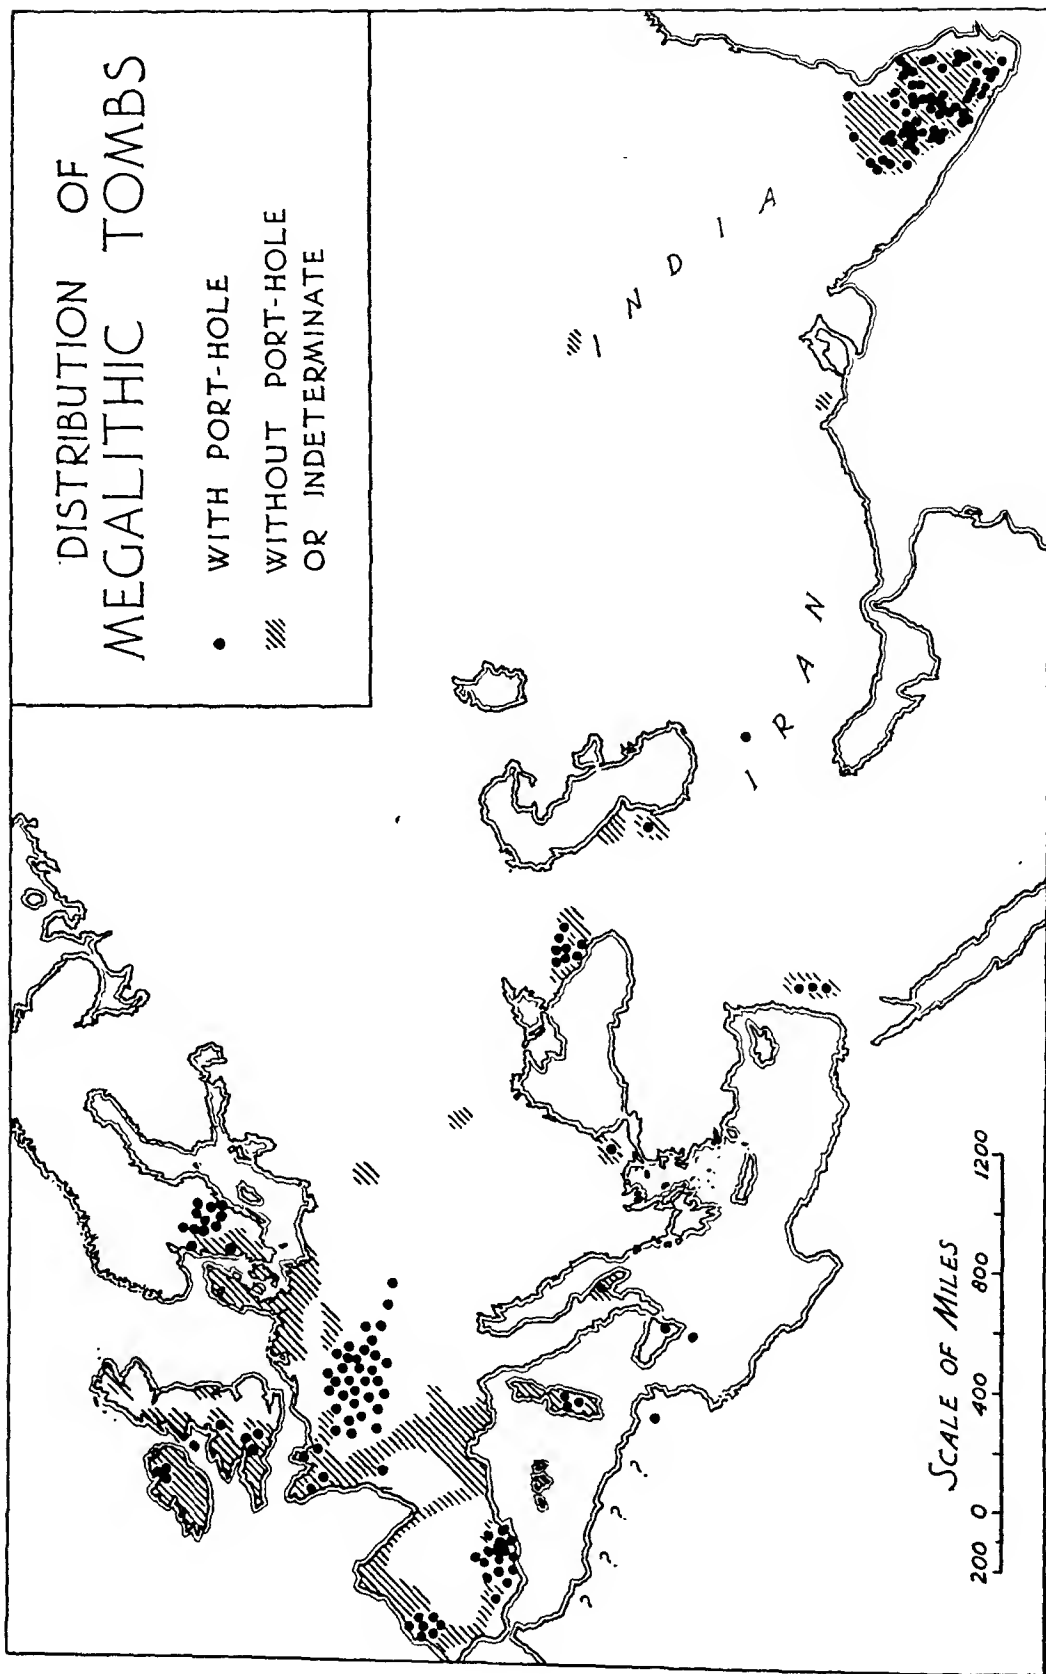 DISTRIBUTION OF
MEGALITHIC TOMBS
WITH PORT-HOLE
WITHOUT PORT-HOLE
OR INDETERMINATE
INDIA
IRAN
? ? ? ?
SCALE OF MILES
200 0 400 800 1200